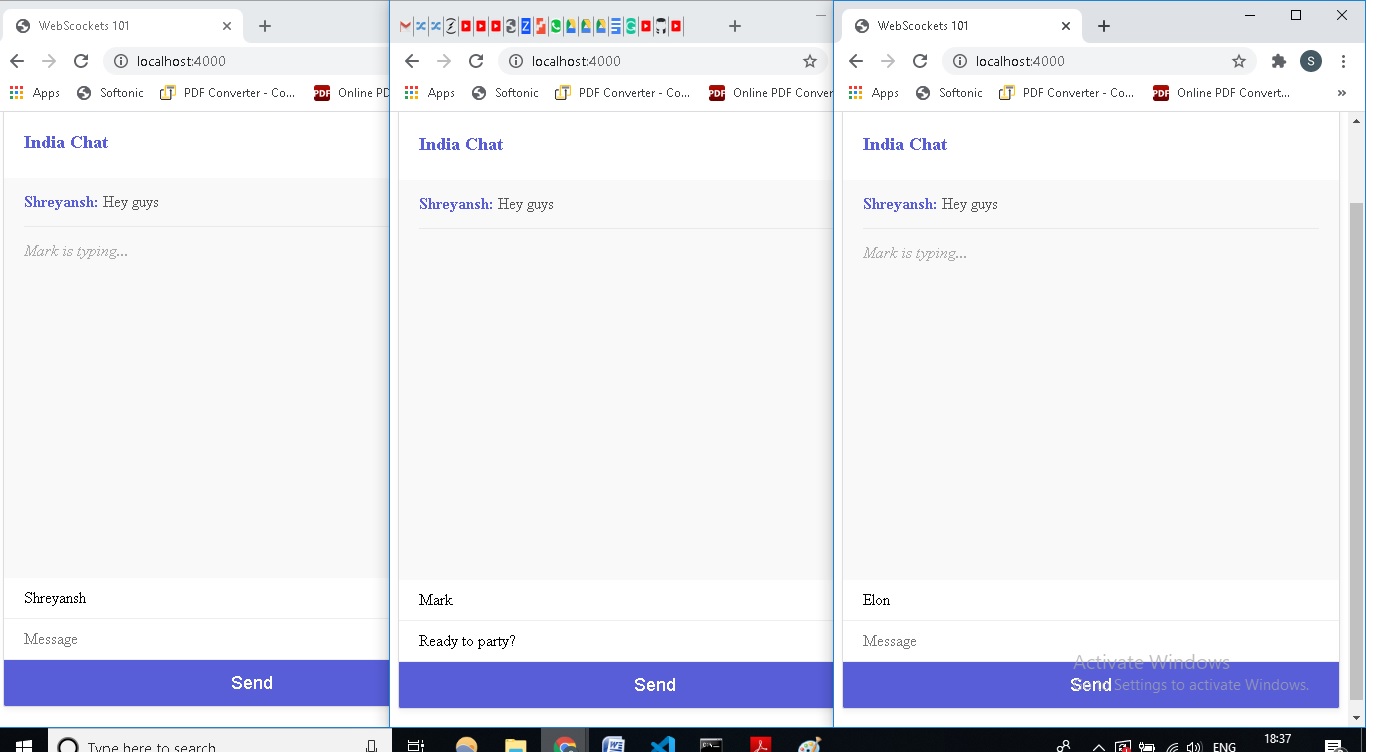 WebScockets 101
localhost:4000
Apps
Softonic
PDF Converter - Co...
Online PD
India Chat
Shreyansh: Hey guys
Mark is typing...
Shreyansh
Message
Send
localhost:4000
Apps
Softonic
PDF Converter - Co...
Online PDF Conver
India Chat
Shreyansh: Hey guys
Mark
Ready to party?
Send
WebScockets 101
localhost:4000
S
Apps
Softonic
PDF Converter - Co...
Online PDF Convert...
»
India Chat
Shreyansh: Hey guys
Mark is typing...
Elon
Message
Send
Activate Windows
Settings to activate Windows.
Type here to search
ENG
18:37